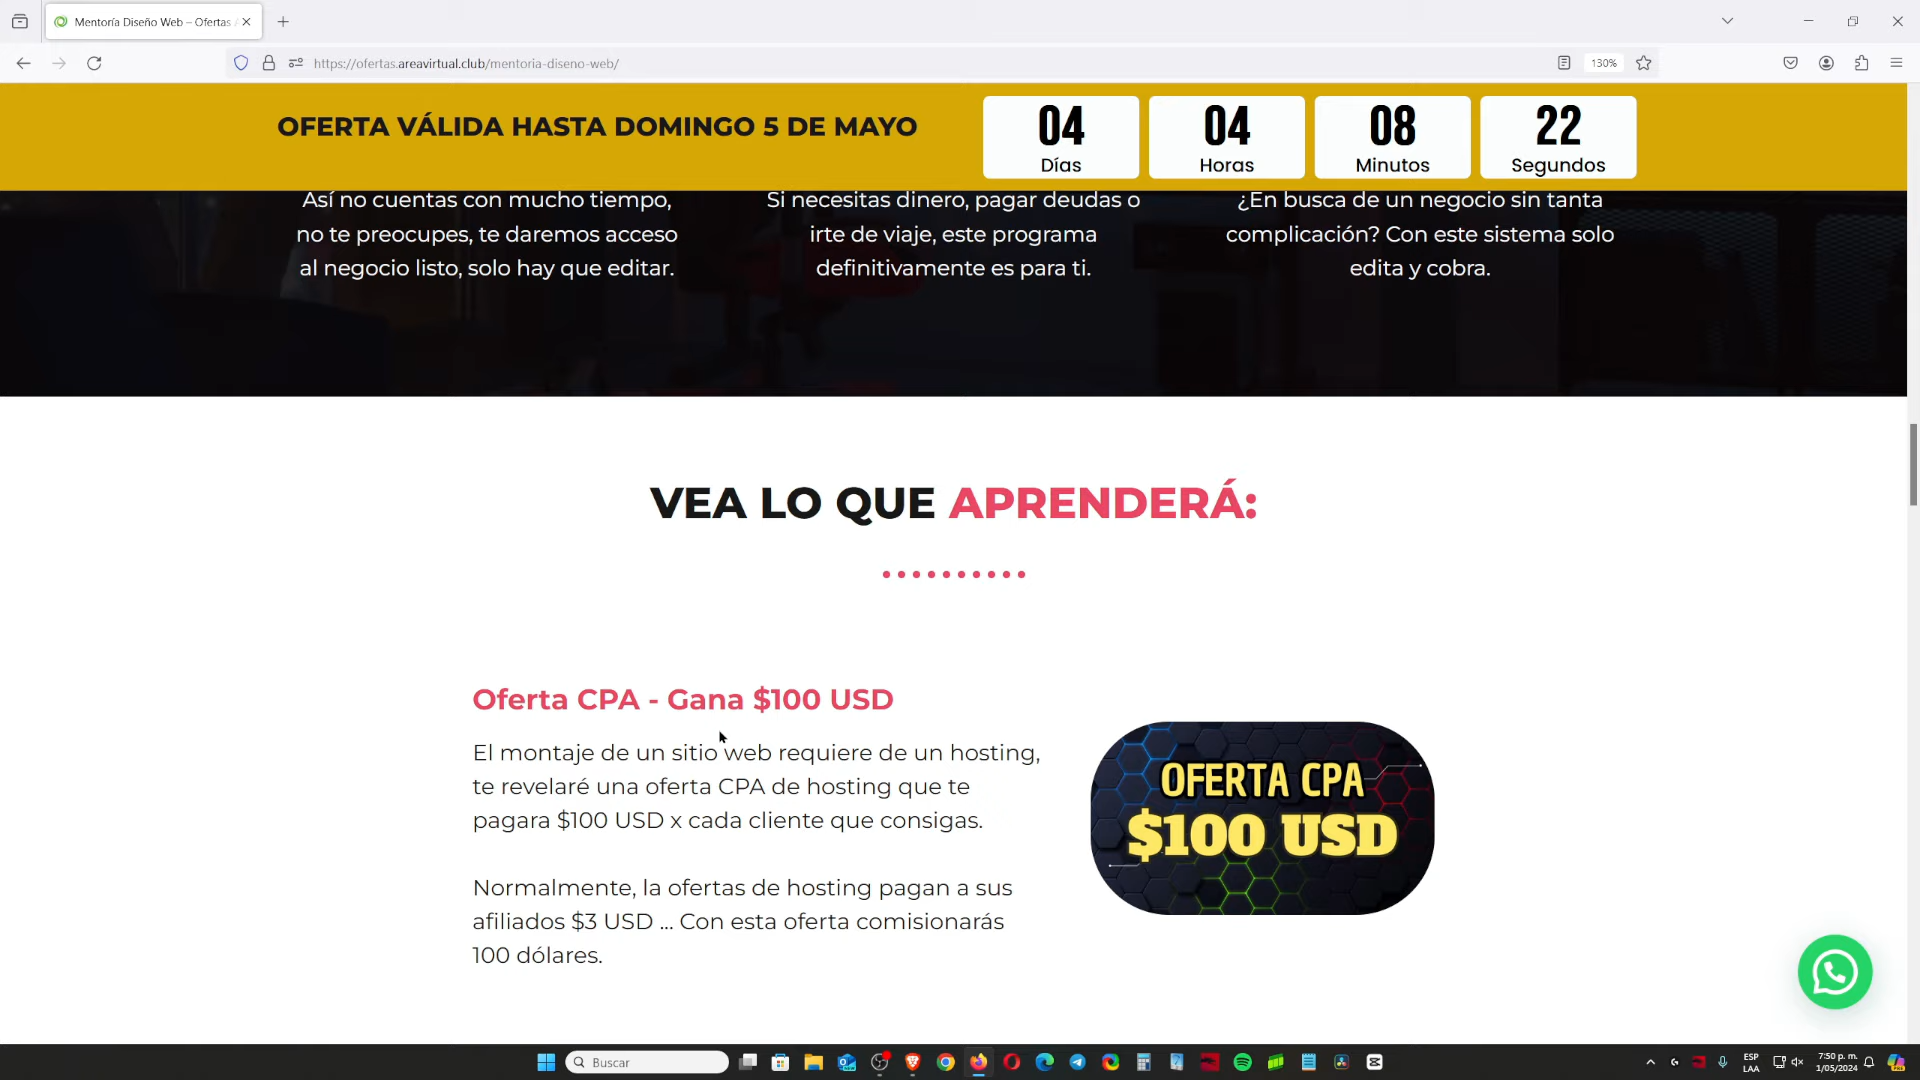 Mentoría Diseño Web – Ofertas
https://ofertas.areavirtual.club/mentoria-diseno-web/
130%
OFERTA VÁLIDA HASTA DOMINGO 5 DE MAYO
04
Días
04
Horas
08
Minutos
22
Segundos
Así no cuentas con mucho tiempo,
no te preocupes, te daremos acceso
al negocio listo, solo hay que editar.
Si necesitas dinero, pagar deudas o
irte de viaje, este programa
definitivamente es para ti.
¿En busca de un negocio sin tanta
complicación? Con este sistema solo
edita y cobra.
VEA LO QUE APRENDERÁ:
Oferta CPA - Gana $100 USD
El montaje de un sitio web requiere de un hosting,
te revelaré una oferta CPA de hosting que te
pagara $100 USD x cada cliente que consigas.
Normalmente, la ofertas de hosting pagan a sus
afiliados $3 USD ... Con esta oferta comisionarás
100 dólares.
OFERTA CPA
$100 USD
Buscar
ESP
LAA
7:50 p. m.
1/05/2024